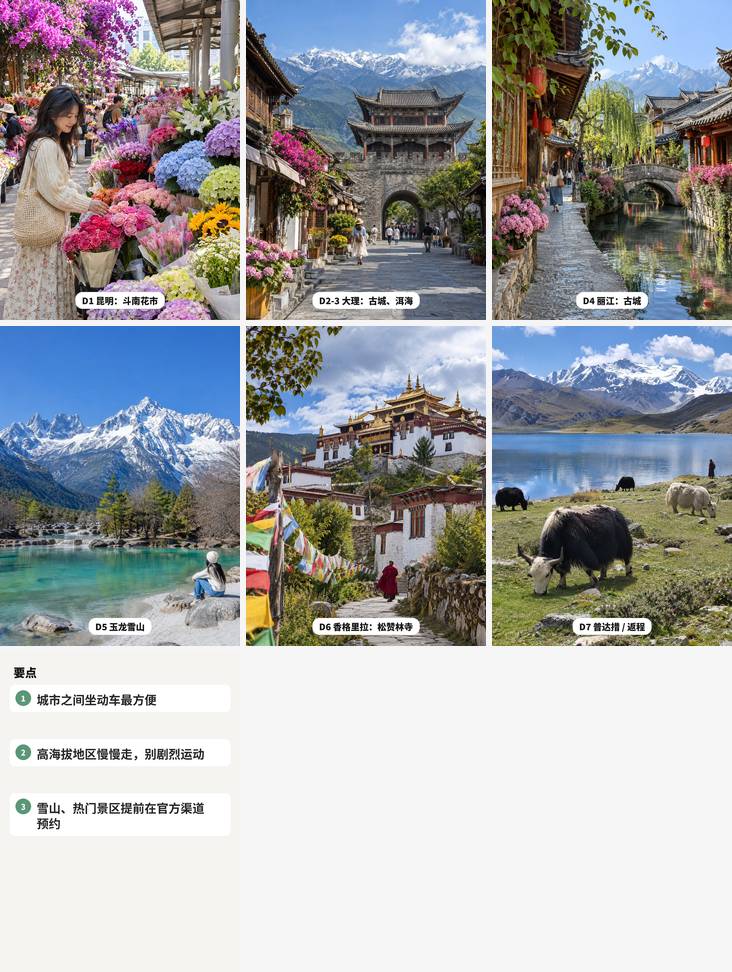 D1 昆明：斗南花市
D2-3 大理：古城、洱海
D4 丽江：古城
D5 玉龙雪山
D6 香格里拉：松赞林寺
D7 普达措 / 返程
要点
1 城市之间坐动车最方便
2 高海拔地区慢慢走，别剧烈运动
3 雪山、热门景区提前在官方渠道
预约